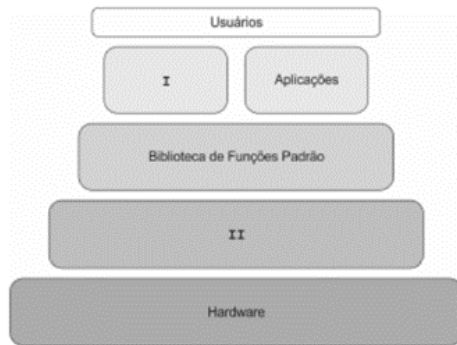 Usuários
I
Aplicações
Biblioteca de Funções Padrão
II
Hardware